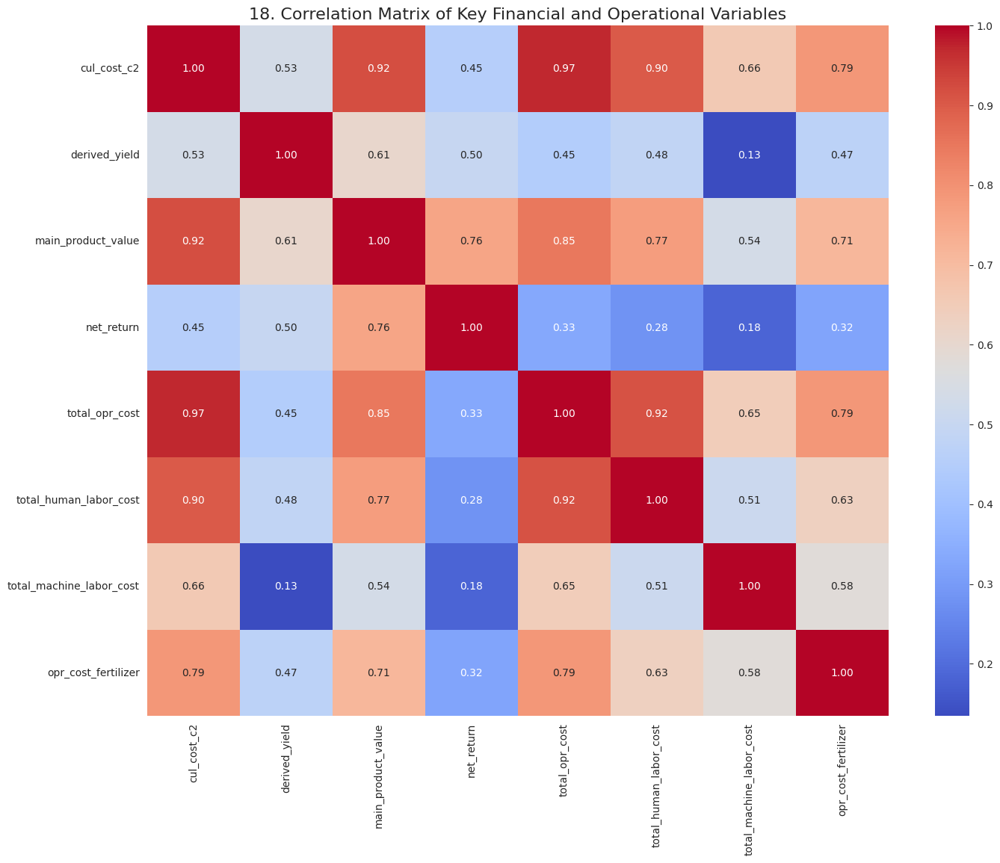 18. Correlation Matrix of Key Financial and Operational Variables
cul_cost_c2 1.00 0.53 0.92 0.45 0.97 0.90 0.66 0.79
derived_yield 0.53 1.00 0.61 0.50 0.45 0.48 0.13 0.47
main_product_value 0.92 0.61 1.00 0.76 0.85 0.77 0.54 0.71
net_return 0.45 0.50 0.76 1.00 0.33 0.28 0.18 0.32
total_opr_cost 0.97 0.45 0.85 0.33 1.00 0.92 0.65 0.79
total_human_labor_cost 0.90 0.48 0.77 0.28 0.92 1.00 0.51 0.63
total_machine_labor_cost 0.66 0.13 0.54 0.18 0.65 0.51 1.00 0.58
opr_cost_fertilizer 0.79 0.47 0.71 0.32 0.79 0.63 0.58 1.00
cul_cost_c2
derived_yield
main_product_value
net_return
total_opr_cost
total_human_labor_cost
total_machine_labor_cost
opr_cost_fertilizer
1.0
0.9
0.8
0.7
0.6
0.5
0.4
0.3
0.2